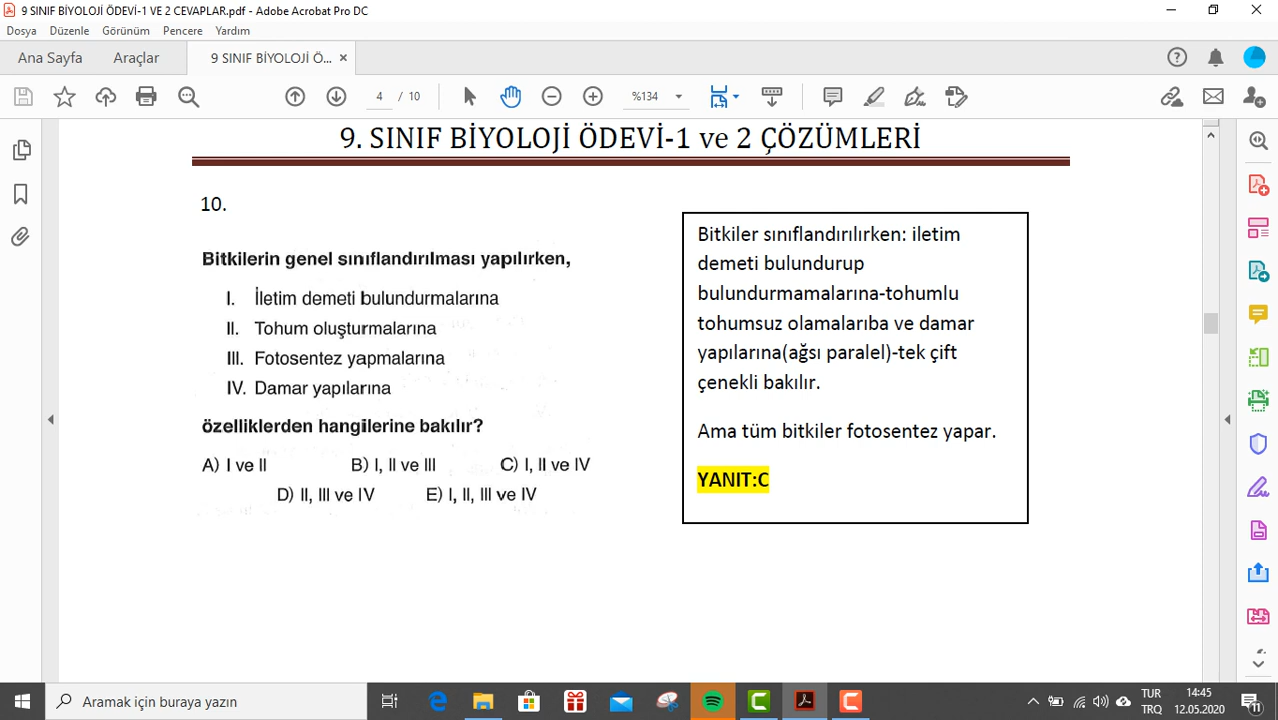 9 SINIF BİYOLOJİ ÖDEVİ-1 VE 2 CEVAPLAR.pdf - Adobe Acrobat Pro DC
Dosya Düzenle Görünüm Pencere Yardım
Ana Sayfa Araçlar 9 SINIF BİYOLOJİ Ö... ×
4 / 10 %134
9. SINIF BİYOLOJİ ÖDEVİ-1 ve 2 ÇÖZÜMLERİ
10.
Bitkilerin genel sınıflandırılması yapılırken,
I. İletim demeti bulundurmalarına
II. Tohum oluşturmalarına
III. Fotosentez yapmalarına
IV. Damar yapılarına
özelliklerden hangilerine bakılır?
A) I ve II B) I, II ve III C) I, II ve IV
D) II, III ve IV E) I, II, III ve IV
Bitkiler sınıflandırılırken: iletim
demeti bulundurup
bulundurmamalarına-tohumlu
tohumsuz olamalarıba ve damar
yapılarına(ağsı paralel)-tek çift
çenekli bakılır.
Ama tüm bitkiler fotosentez yapar.
YANIT:C
Aramak için buraya yazın
TUR 14:45
TRQ 12.05.2020
11